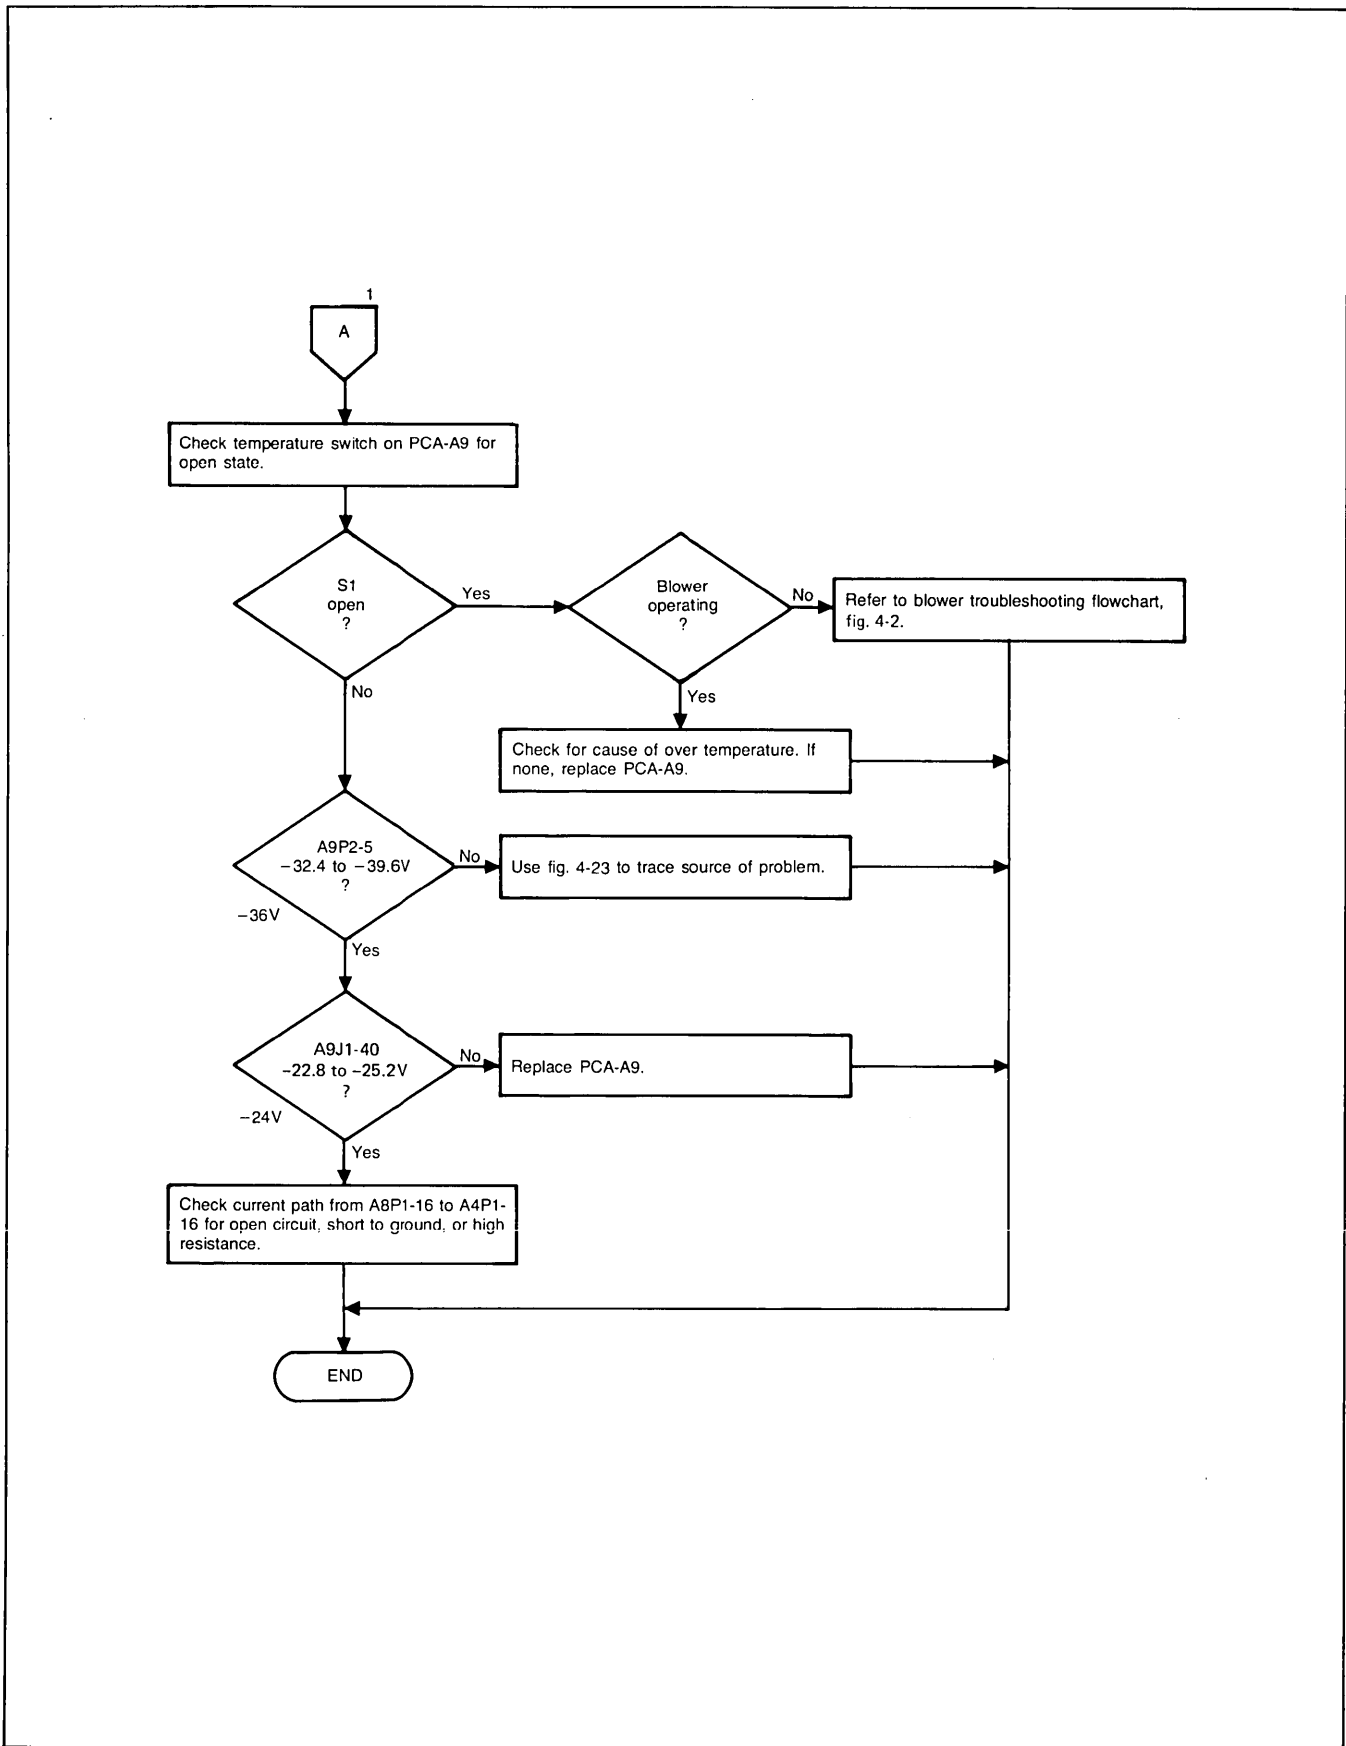 1
A
Check temperature switch on PCA-A9 for
open state.
S1
open
?
Yes
Blower
operating
?
No
Refer to blower troubleshooting flowchart,
fig. 4-2.
No
Yes
Check for cause of over temperature. If
none, replace PCA-A9.
A9P2-5
−32.4 to −39.6V
?
No
Use fig. 4-23 to trace source of problem.
−36V
Yes
A9J1-40
−22.8 to −25.2V
?
No
Replace PCA-A9.
−24V
Yes
Check current path from A8P1-16 to A4P1-
16 for open circuit, short to ground, or high
resistance.
END